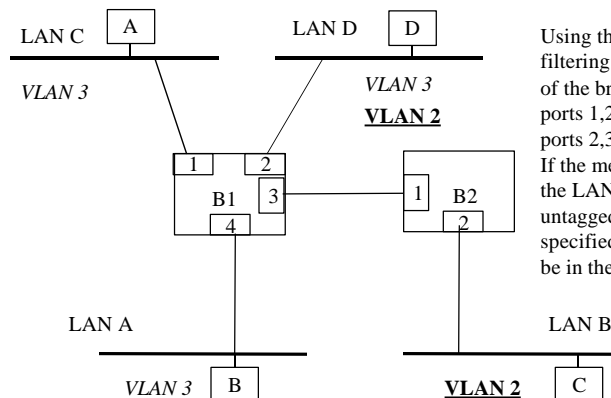 LAN C
A
LAN D
D
VLAN 3
VLAN 3
VLAN 2
1
2
3
B1
4
1
B2
2
LAN A
LAN B
VLAN 3
B
VLAN 2
C
Using th
filtering
of the br
ports 1,2
ports 2,3
If the me
the LAN
untagged
specified
be in the